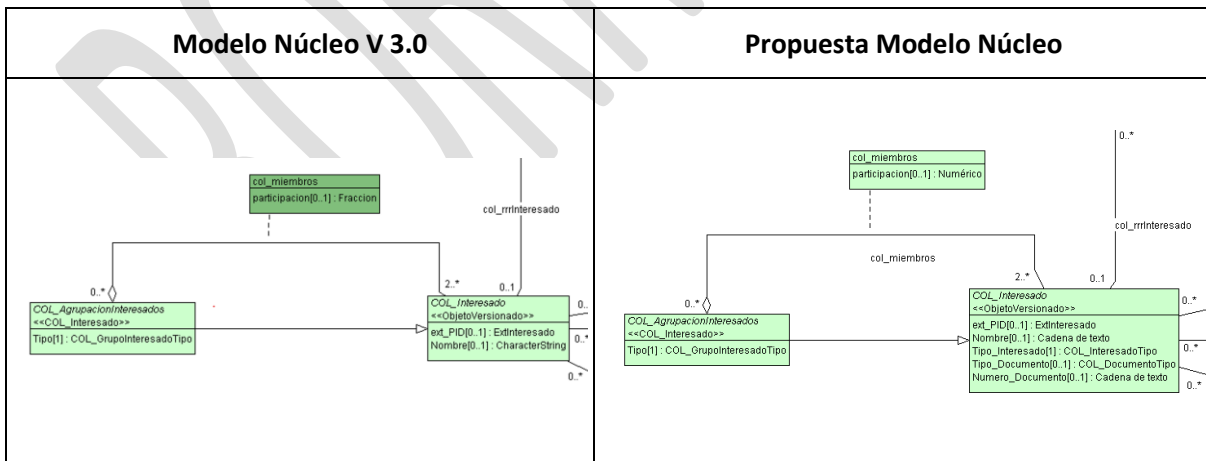 Modelo Núcleo V 3.0
col_miembros
participacion[0..1] : Fraccion
col_rrrInteresado
0..*
2..*
0..1
COL_AgrupacionInteresados
<<COL_Interesado>>
Tipo[1] : COL_GrupoInteresadoTipo
COL_Interesado
<<ObjetoVersionado>>
ext_PID[0..1] : ExtInteresado
Nombre[0..1] : CharacterString
0..
0..*
0..*
Propuesta Modelo Núcleo
0..*
col_miembros
participacion[0..1] : Numérico
col_rrrInteresado
col_miembros
0..*
2..*
0..1
COL_AgrupacionInteresados
<<COL_Interesado>>
Tipo[1] : COL_GrupoInteresadoTipo
COL_Interesado
<<ObjetoVersionado>>
ext_PID[0..1] : ExtInteresado
Nombre[0..1] : Cadena de texto
Tipo_Interesado[1] : COL_InteresadoTipo
Tipo_Documento[0..1] : COL_DocumentoTipo
Numero_Documento[0..1] : Cadena de texto
0..*
0..*
0..*